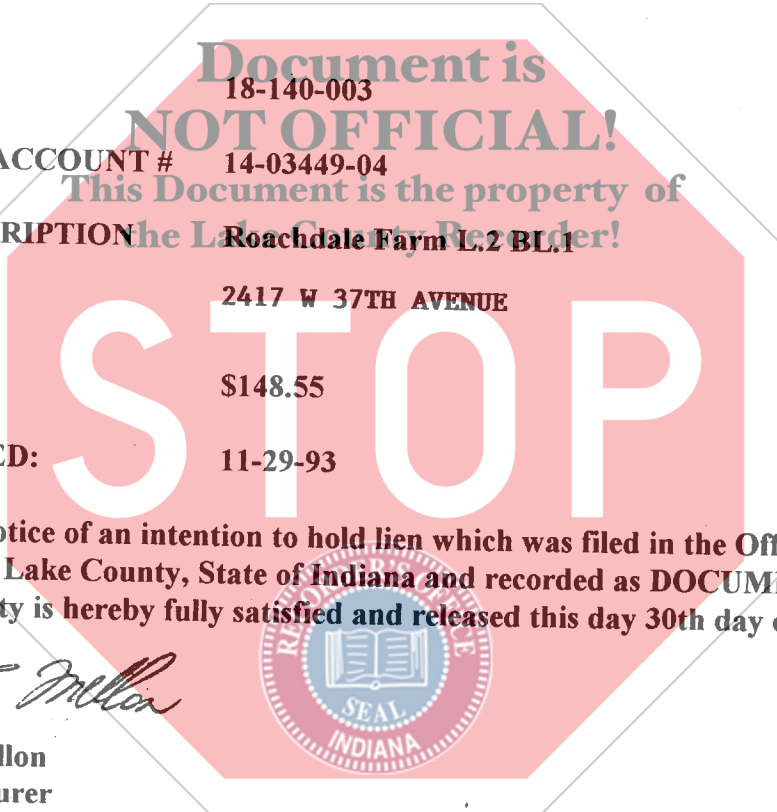 Document is
18-140-003
NOT OFFICIAL!
ACCOUNT # 14-03449-04
This Document is the property of
the Lake County Recorder!
RIPTION Roachdale Farm L.2 BL.1
2417 W 37TH AVENUE
STOP
$148.55
ED: 11-29-93
otice of an intention to hold lien which was filed in the Off
Lake County, State of Indiana and recorded as DOCUM
ty is hereby fully satisfied and released this day 30th day
RECORDER'S OFFICE
SEAL
INDIANA
Mellon
llon
urer